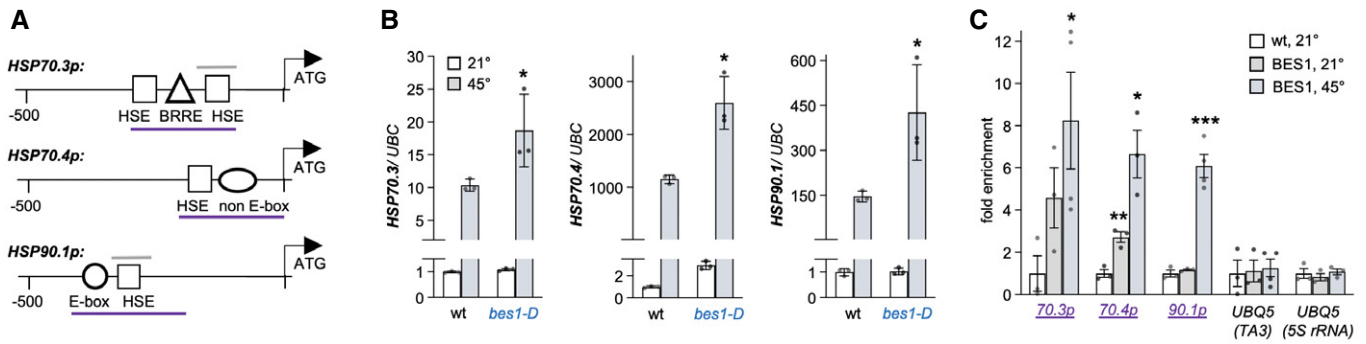 A
HSP70.3p:
ATG
-500
HSE BRRE HSE
HSP70.4p:
ATG
-500
HSE non E-box
HSP90.1p:
ATG
-500
E-box HSE
B
21°
45°
HSP70.3/ UBC
30
25
20
15
10
5
1
0
*
wt bes1-D
HSP70.4/ UBC
3000
2000
1000
2
0
*
wt bes1-D
HSP90.1/ UBC
600
450
300
150
1
0
*
wt bes1-D
C
wt, 21°
BES1, 21°
BES1, 45°
fold enrichment
12
10
8
6
4
2
0
*
**
*
***
70.3p 70.4p 90.1p UBQ5 UBQ5
(TA3) (5S rRNA)